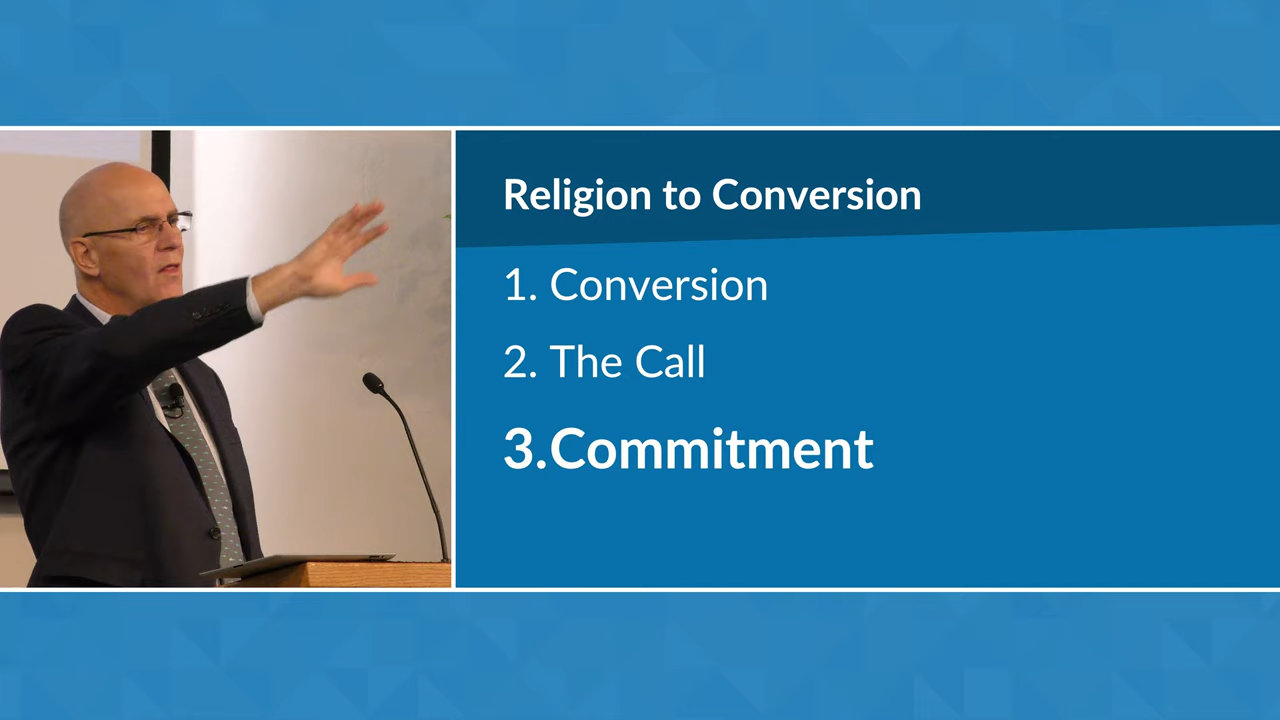 Religion to Conversion
1. Conversion
2. The Call
3.Commitment